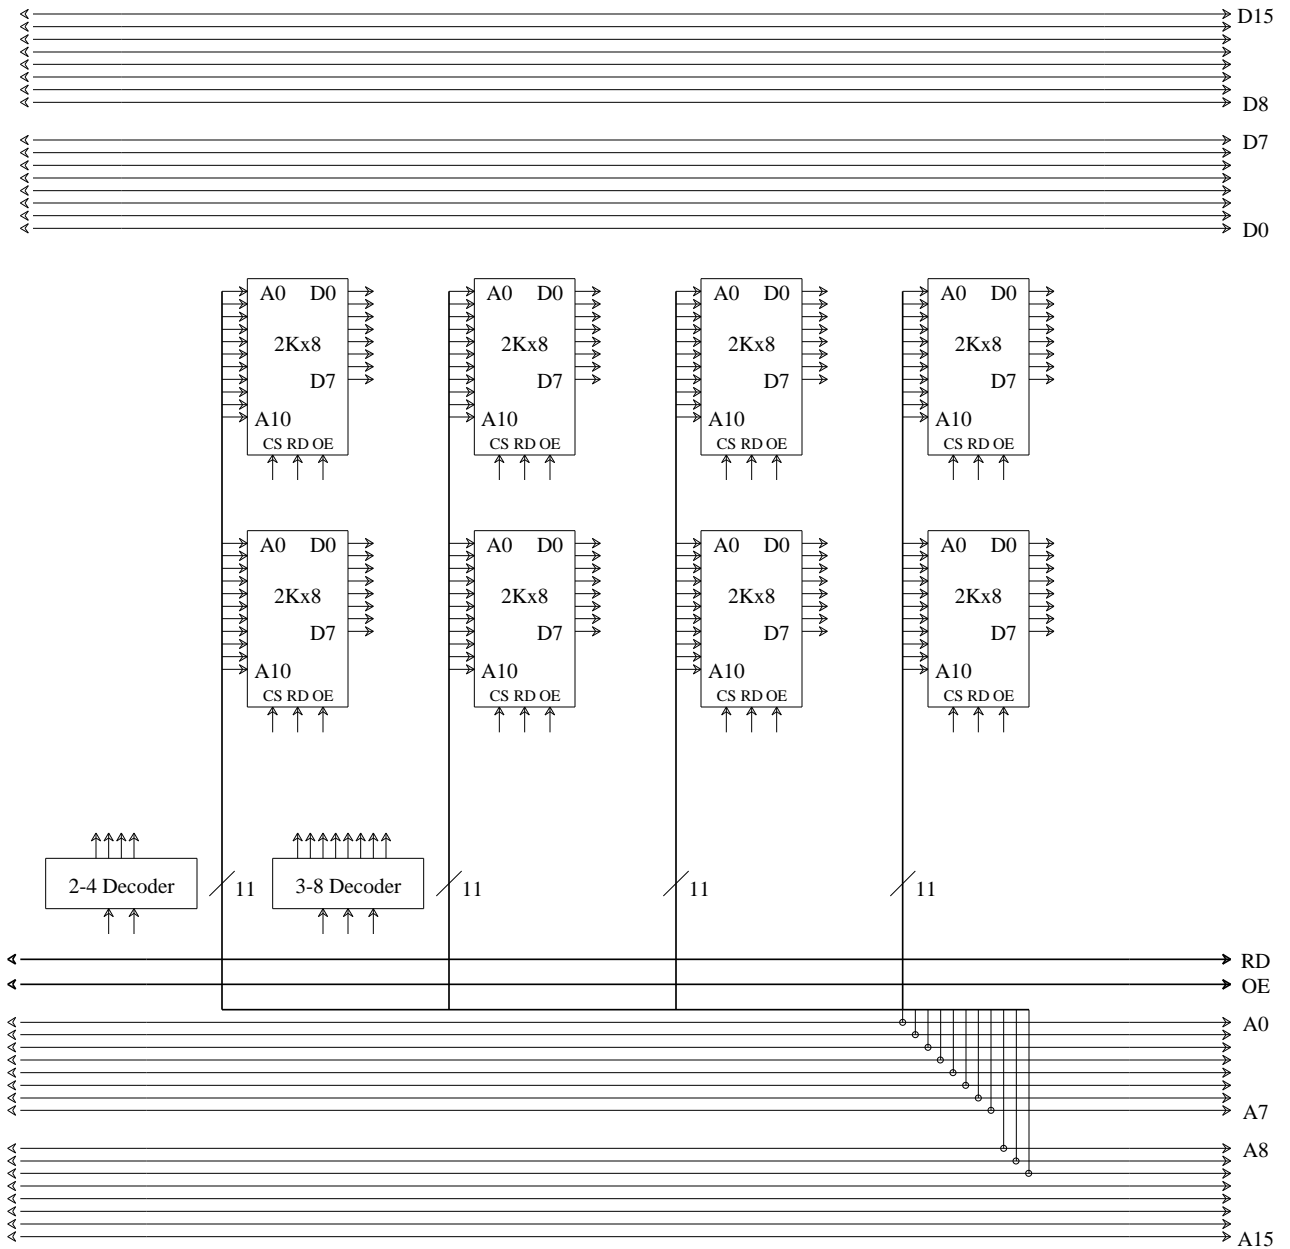 D15
D8
D7
D0
A0 D0 A0 D0 A0 D0 A0 D0
2Kx8 2Kx8 2Kx8 2Kx8
D7 D7 D7 D7
A10 A10 A10 A10
CS RD OE CS RD OE CS RD OE CS RD OE
A0 D0 A0 D0 A0 D0 A0 D0
2Kx8 2Kx8 2Kx8 2Kx8
D7 D7 D7 D7
A10 A10 A10 A10
CS RD OE CS RD OE CS RD OE CS RD OE
2-4 Decoder 11 3-8 Decoder 11 11 11
RD
OE
A0
A7
A8
A15